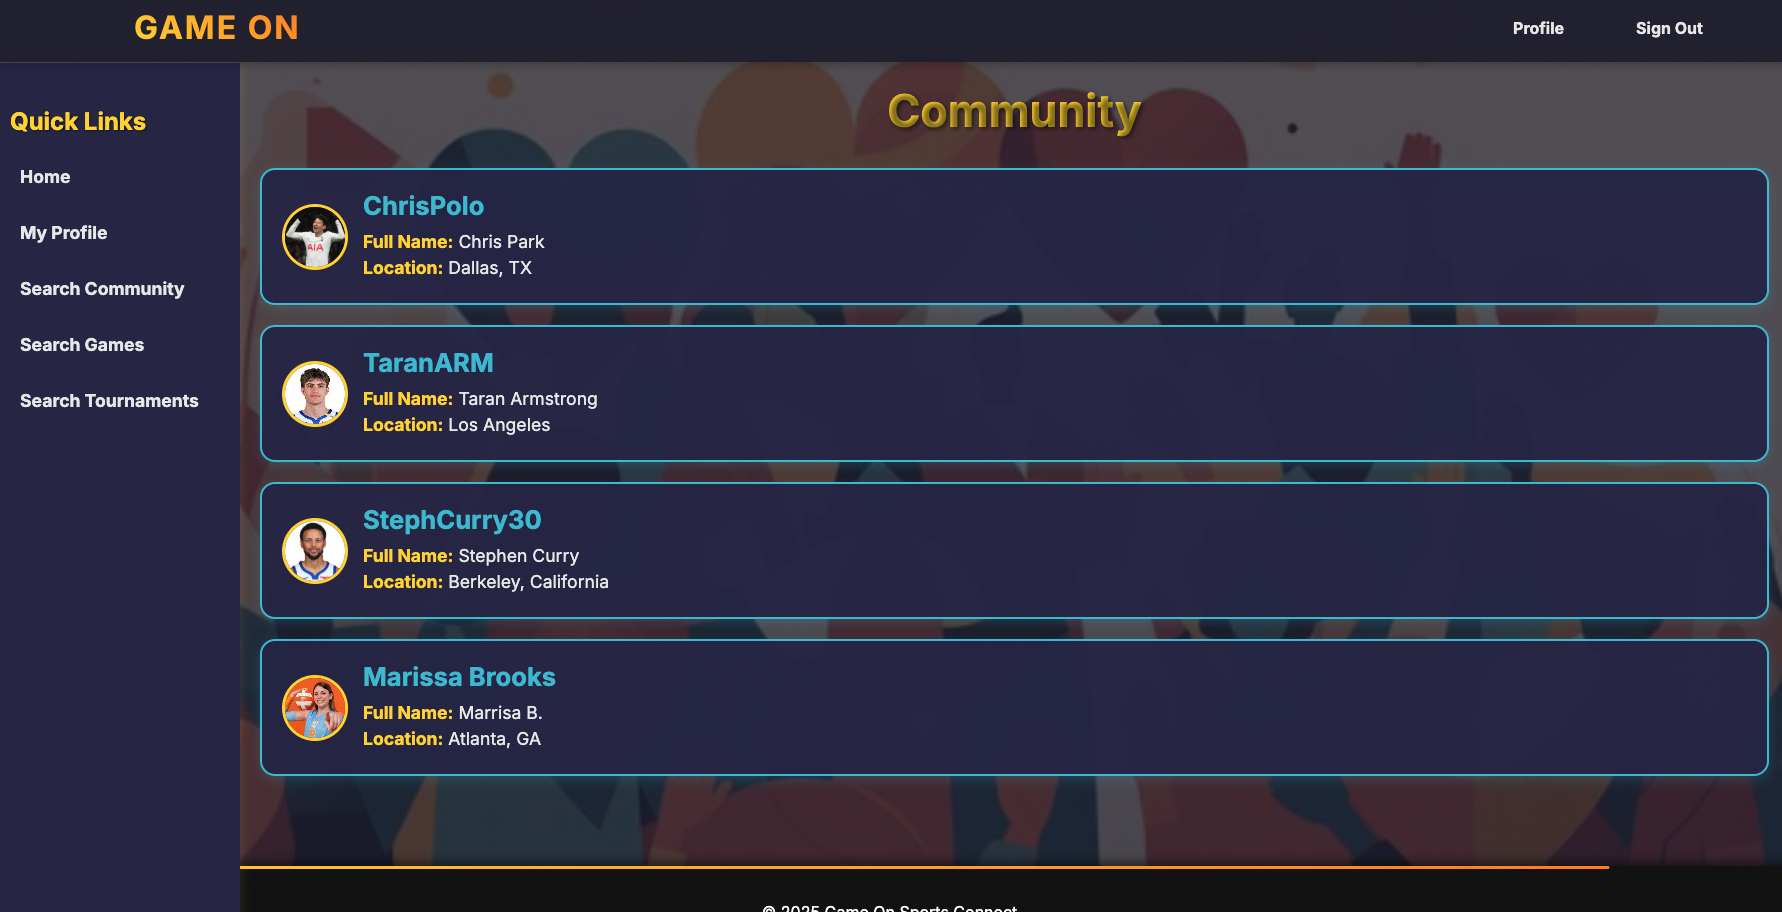 GAME ON
Profile
Sign Out
Quick Links
Home
My Profile
Search Community
Search Games
Search Tournaments
Community
ChrisPolo
Full Name: Chris Park
Location: Dallas, TX
AIA
TaranARM
Full Name: Taran Armstrong
Location: Los Angeles
StephCurry30
Full Name: Stephen Curry
Location: Berkeley, California
Marissa Brooks
Full Name: Marrisa B.
Location: Atlanta, GA
© 2025 Game On Sports Connect